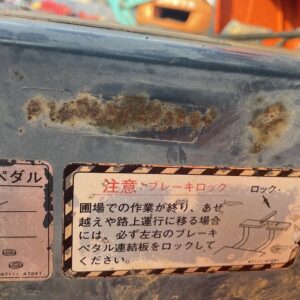 ペダル
注意 ブレーキロック
ロック
圃場での作業が終り、あぜ
越えや路上運行に移る場合
には、必ず左右のブレーキ
ペダル連結板をロックして
ください。